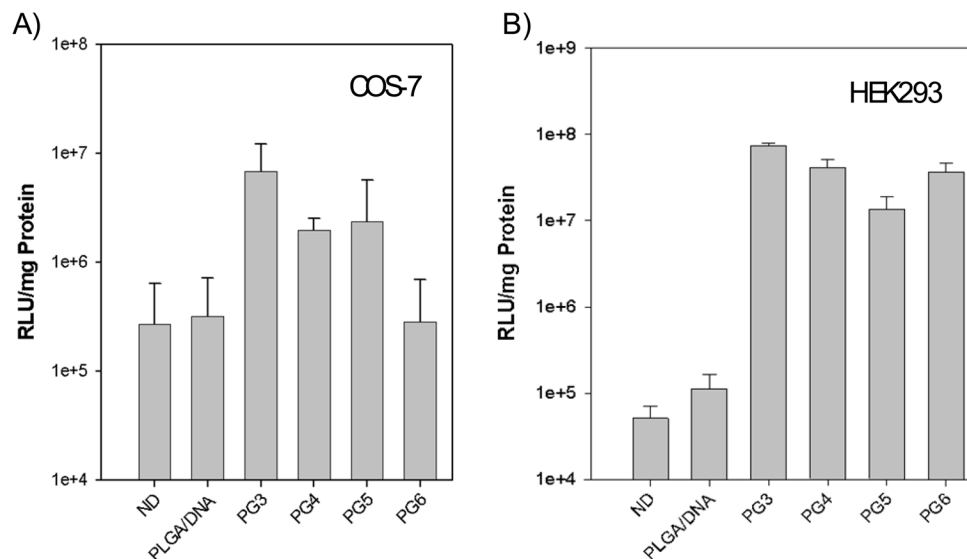 A)
COS-7
RLU/mg Protein
1e+8
1e+7
1e+6
1e+5
1e+4
ND
PLGA/DNA
PG3
PG4
PG5
PG6
B)
HEK293
RLU/mg Protein
1e+9
1e+8
1e+7
1e+6
1e+5
1e+4
ND
PLGA/DNA
PG3
PG4
PG5
PG6